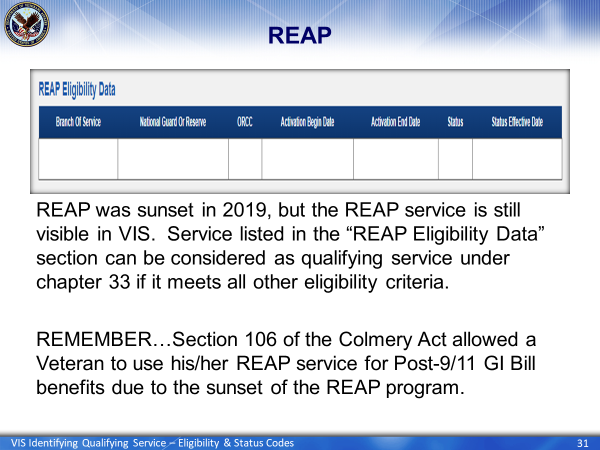 REAP
REAP Eligibility Data
Branch Of Service National Guard Or Reserve ORCC Activation Begin Date Activation End Date Status Status Effective Date
REAP was sunset in 2019, but the REAP service is still
visible in VIS.  Service listed in the “REAP Eligibility Data”
section can be considered as qualifying service under
chapter 33 if it meets all other eligibility criteria.
REMEMBER…Section 106 of the Colmery Act allowed a
Veteran to use his/her REAP service for Post-9/11 GI Bill
benefits due to the sunset of the REAP program.
VIS Identifying Qualifying Service – Eligibility & Status Codes 31